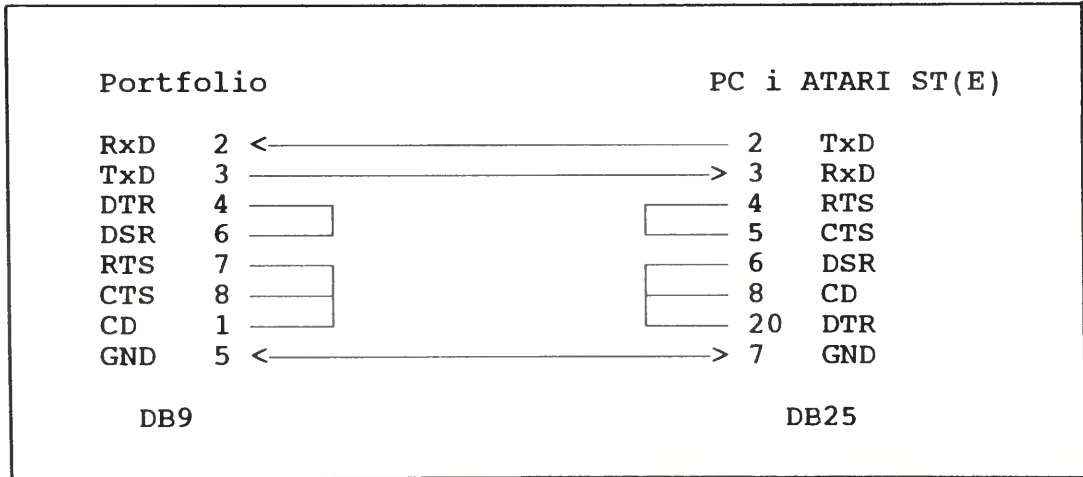 Portfolio PC i ATARI ST(E)
RxD 2 <——— 2 TxD
TxD 3 ———> 3 RxD
DTR 4 4 RTS
DSR 6 5 CTS
RTS 7 6 DSR
CTS 8 8 CD
CD 1 20 DTR
GND 5 <———> 7 GND
DB9 DB25